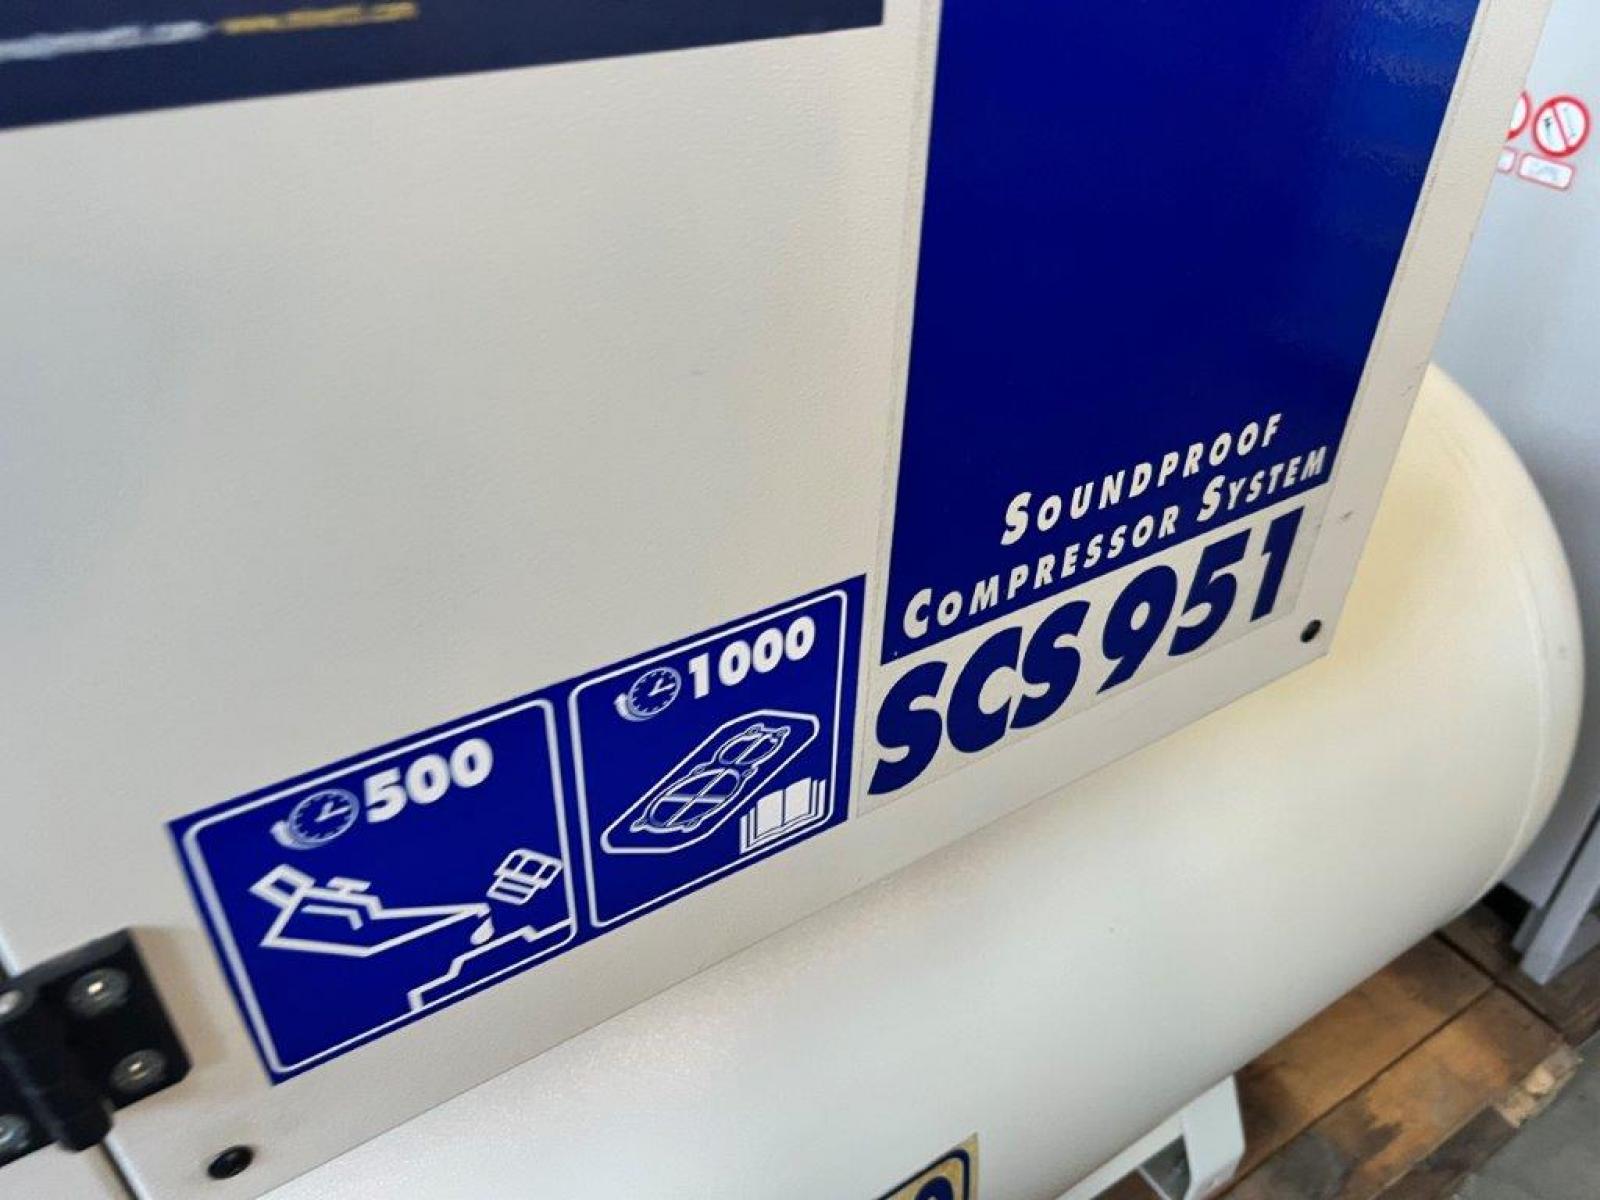 SOUNDPROOF
COMPRESSOR SYSTEM
SCS 951
500
1000